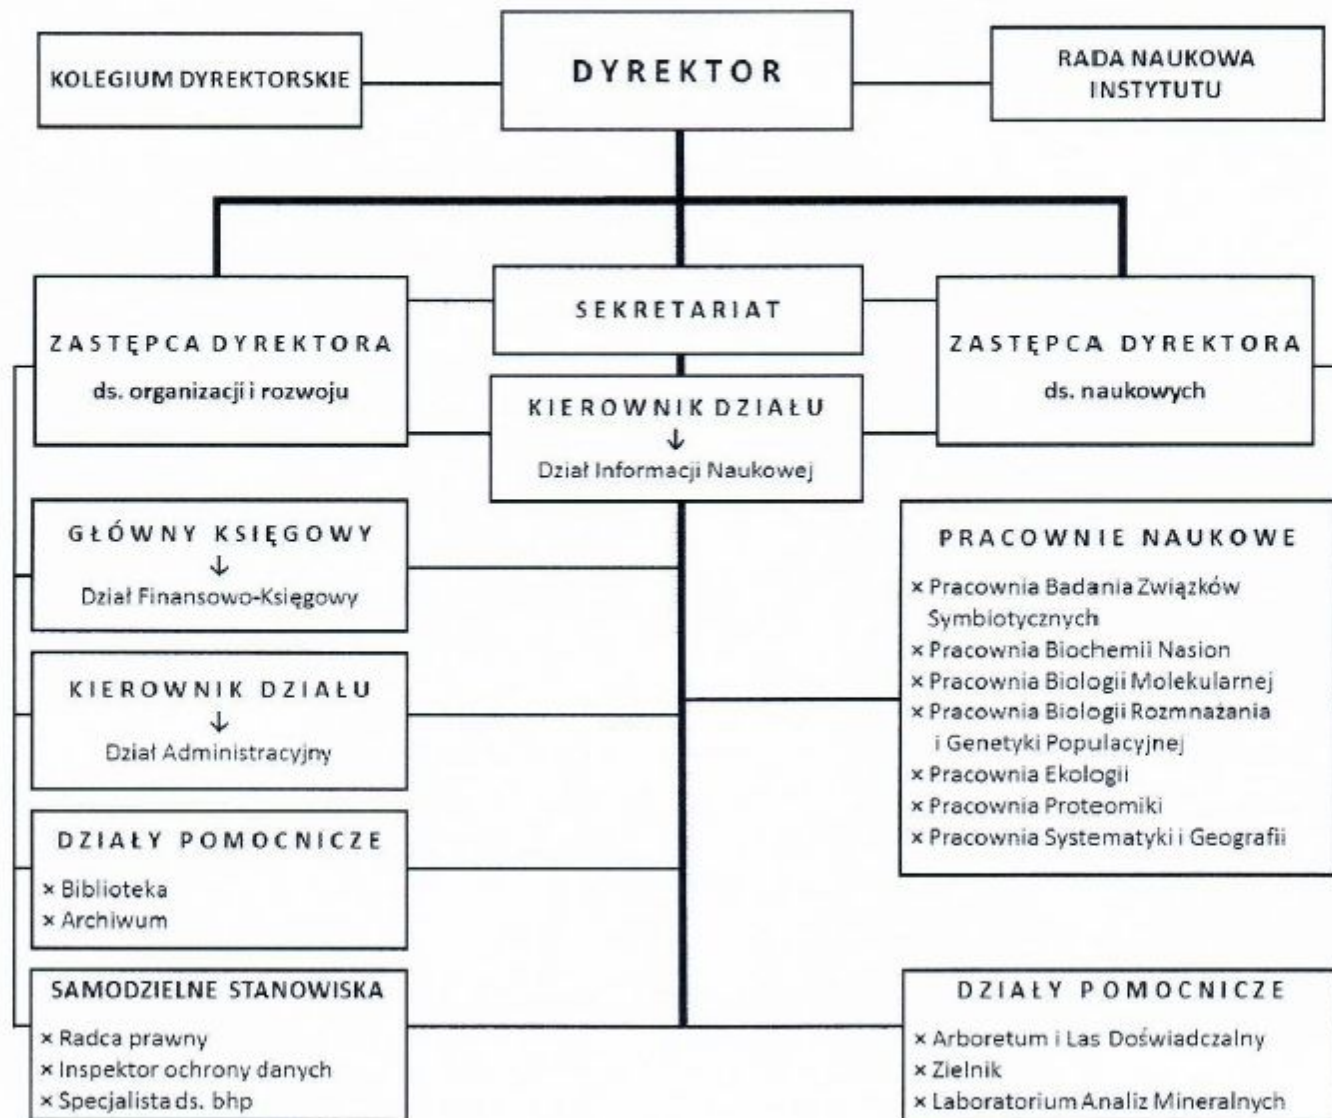 KOLEGIUM DYREKTORSKIE
DYREKTOR
RADA NAUKOWA
INSTYTUTU
ZASTĘPCA DYREKTORA
ds. organizacji i rozwoju
SEKRETARIAT
KIEROWNIK DZIAŁU
↓
Dział Informacji Naukowej
ZASTĘPCA DYREKTORA
ds. naukowych
GŁÓWNY KSIĘGOWY
↓
Dział Finansowo-Księgowy
KIEROWNIK DZIAŁU
↓
Dział Administracyjny
DZIAŁY POMOCNICZE
× Biblioteka
× Archiwum
SAMODZIELNE STANOWISKA
× Radca prawny
× Inspektor ochrony danych
× Specjalista ds. bhp
PRACOWNIE NAUKOWE
× Pracownia Badania Związków
Symbiotycznych
× Pracownia Biochemii Nasion
× Pracownia Biologii Molekularnej
× Pracownia Biologii Rozmnażania
i Genetyki Populacyjnej
× Pracownia Ekologii
× Pracownia Proteomiki
× Pracownia Systematyki i Geografii
DZIAŁY POMOCNICZE
× Arboretum i Las Doświadczalny
× Zielnik
× Laboratorium Analiz Mineralnych